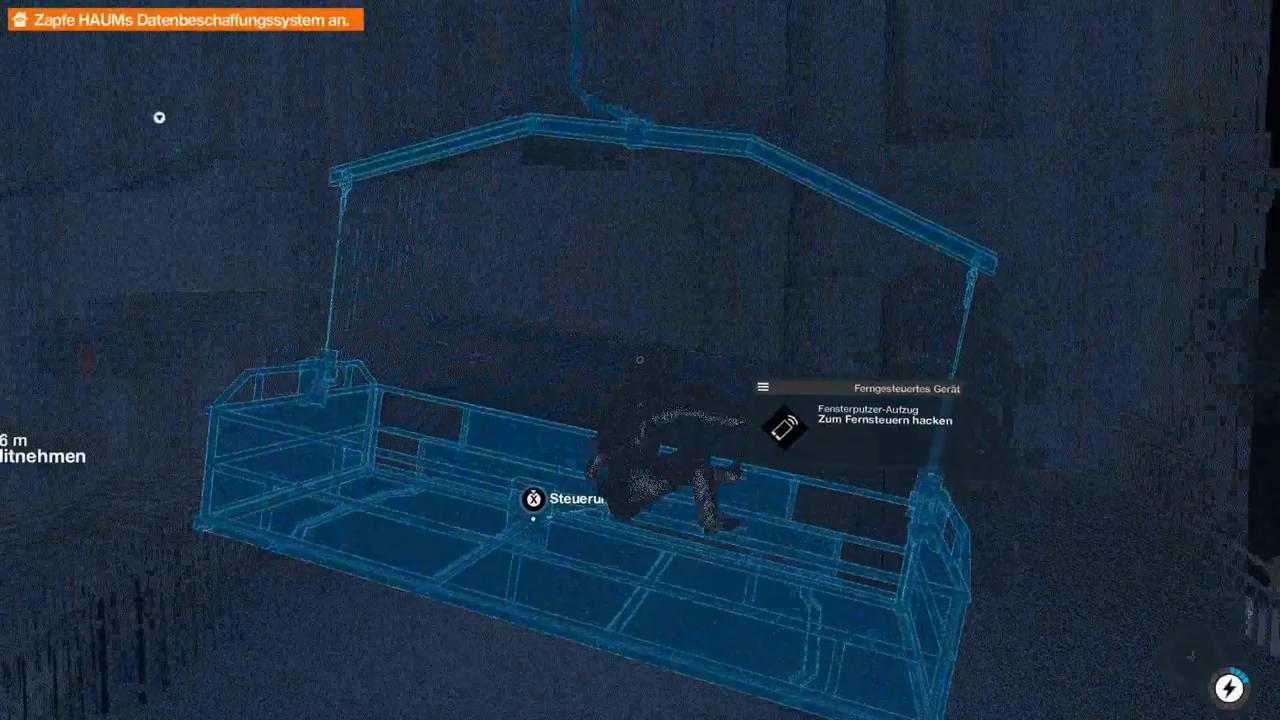 Zapfe HAUMs Datenbeschaffungssystem an.
Ferngesteuertes Gerät
Fensterputzer-Aufzug
Zum Fernsteuern hacken
6 m
litnehmen
X Steueru